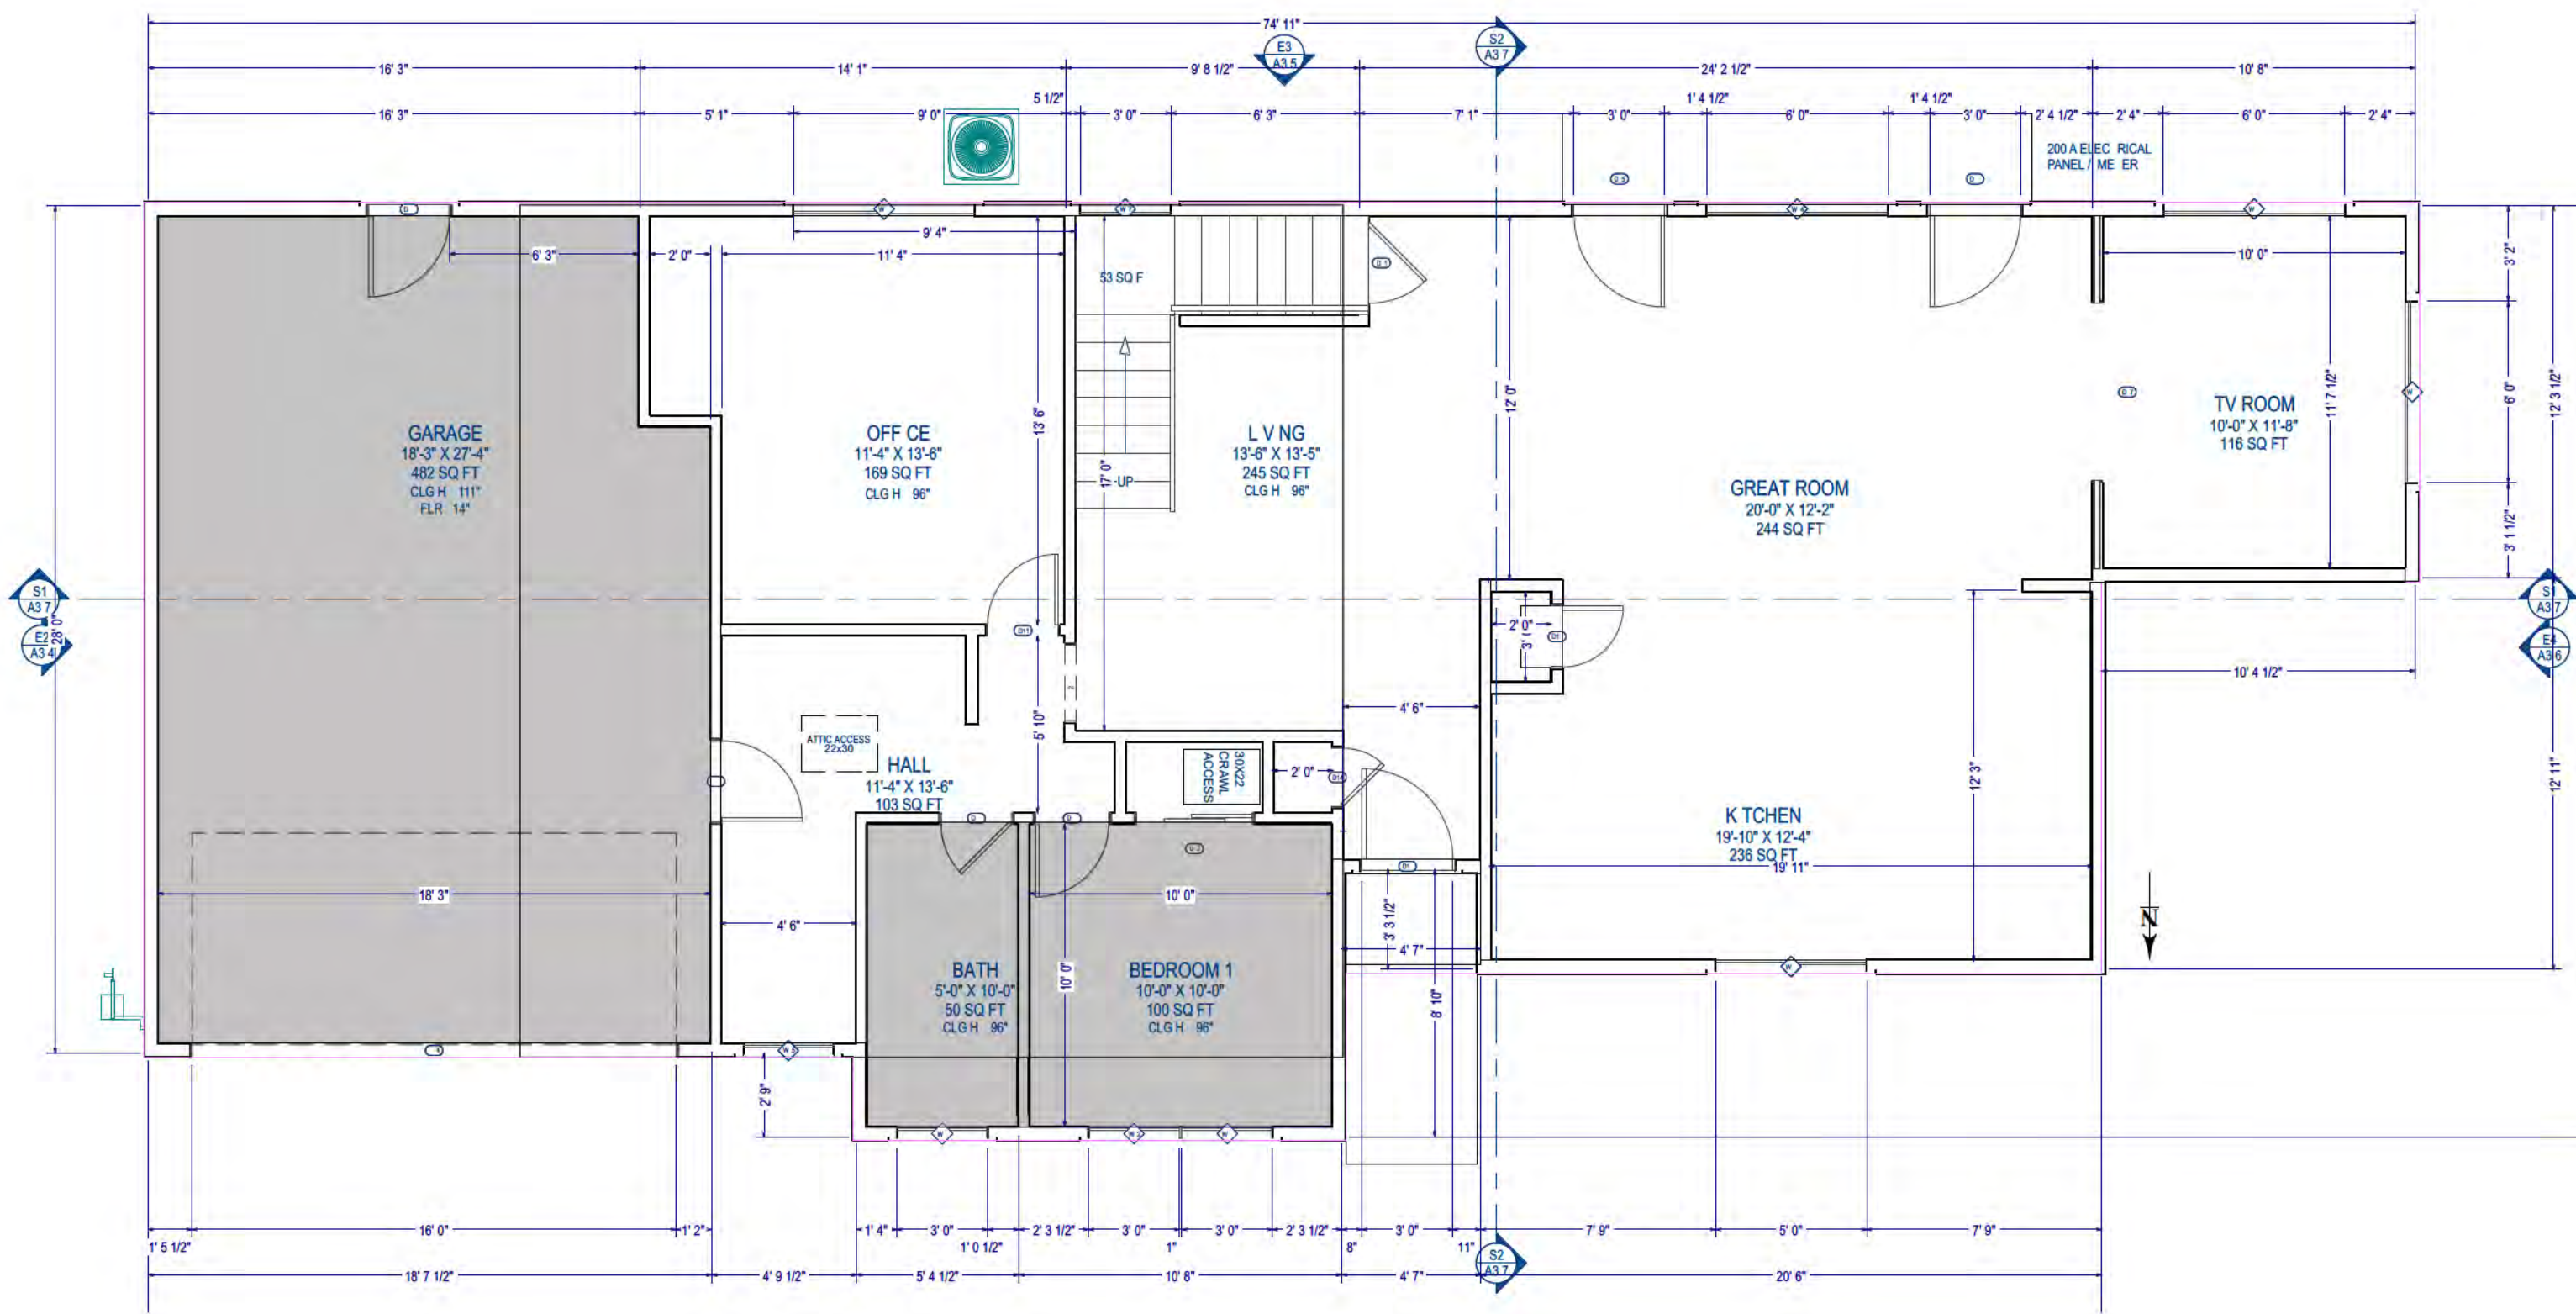 74' 11"
E3
A3 5
S2
A3 7
16' 3"
14' 1"
9' 8 1/2"
24' 2 1/2"
10' 8"
5 1/2"
1' 4 1/2"
1' 4 1/2"
16' 3"
5' 1"
9' 0"
3' 0"
6' 3"
7' 1"
3' 0"
6' 0"
3' 0"
2' 4 1/2"
2' 4"
6' 0"
2' 4"
200 A ELEC RICAL
PANEL / ME ER
6' 3"
2' 0"
9' 4"
11' 4"
53 SQ F
D 1
10' 0"
3' 2"
GARAGE
18'-3" X 27'-4"
482 SQ FT
CLG H 111"
FLR 14"
OFF CE
11'-4" X 13'-6"
169 SQ FT
CLG H 96"
13' 6"
17' 0"
UP
L V NG
13'-6" X 13'-5"
245 SQ FT
CLG H 96"
12' 0"
GREAT ROOM
20'-0" X 12'-2"
244 SQ FT
D 7
TV ROOM
10'-0" X 11'-8"
116 SQ FT
11' 7 1/2"
6' 0"
12' 3 1/2"
3' 1 1/2"
S1
A3 7
28' 0"
E2
A3 4
S1
A3 7
E4
A3 6
D11
2
2' 0"
D1
10' 4 1/2"
5' 10"
4' 6"
ATTIC ACCESS
22x30
HALL
11'-4" X 13'-6"
103 SQ FT
30X22
CRAWL
ACCESS
2' 0"
12' 3"
12' 11"
K TCHEN
19'-10" X 12'-4"
236 SQ FT
19' 11"
18' 3"
4' 6"
10' 0"
D1
3' 3 1/2"
4' 7"
N
BATH
5'-0" X 10'-0"
50 SQ FT
CLG H 96"
10' 0"
BEDROOM 1
10'-0" X 10'-0"
100 SQ FT
CLG H 96"
8' 10"
2' 9"
1' 5 1/2"
16' 0"
1' 2"
1' 4"
3' 0"
1' 0 1/2"
2' 3 1/2"
3' 0"
1"
3' 0"
2' 3 1/2"
8"
3' 0"
11"
7' 9"
5' 0"
7' 9"
18' 7 1/2"
4' 9 1/2"
5' 4 1/2"
10' 8"
4' 7"
S2
A3 7
20' 6"